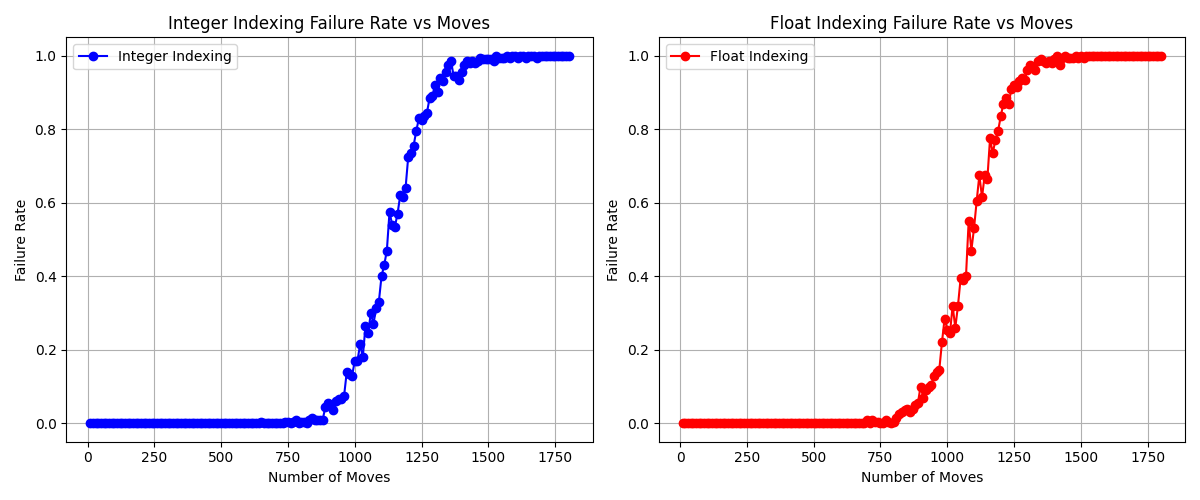 Integer Indexing Failure Rate vs Moves
Integer Indexing
Failure Rate
1.0
0.8
0.6
0.4
0.2
0.0
0 250 500 750 1000 1250 1500 1750
Number of Moves
Float Indexing Failure Rate vs Moves
Float Indexing
Failure Rate
1.0
0.8
0.6
0.4
0.2
0.0
0 250 500 750 1000 1250 1500 1750
Number of Moves